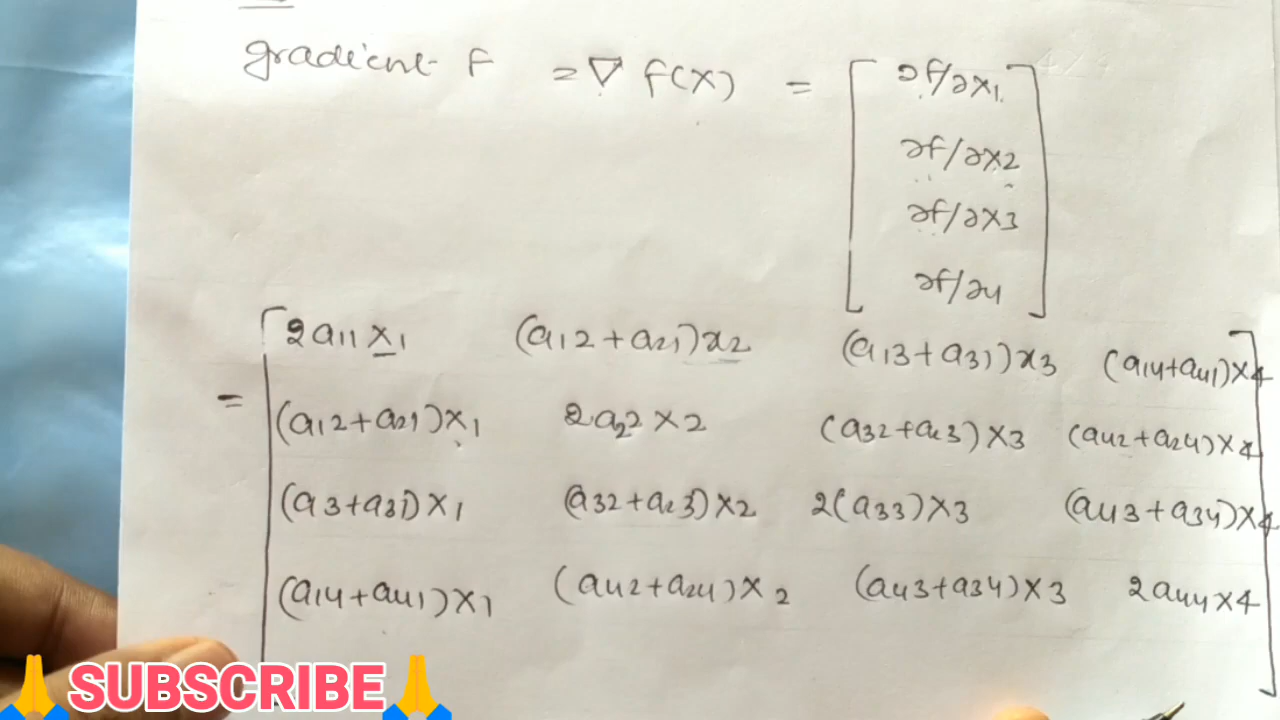 gradient F = ∇ f(X) = [ ∂f/∂x1
∂f/∂x2
∂f/∂x3
∂f/∂4 ]
= [ 2a11 x1 (a12+a21)x2 (a13+a31)x3 (a14+a41)x4
(a12+a21)x1 2a22 x2 (a32+a23)x3 (a42+a24)x4
(a3+a31)x1 (a32+a23)x2 2(a33)x3 (a43+a34)x4
(a14+a41)x1 (a42+a24)x2 (a43+a34)x3 2a44x4 ]
🙏SUBSCRIBE🙏